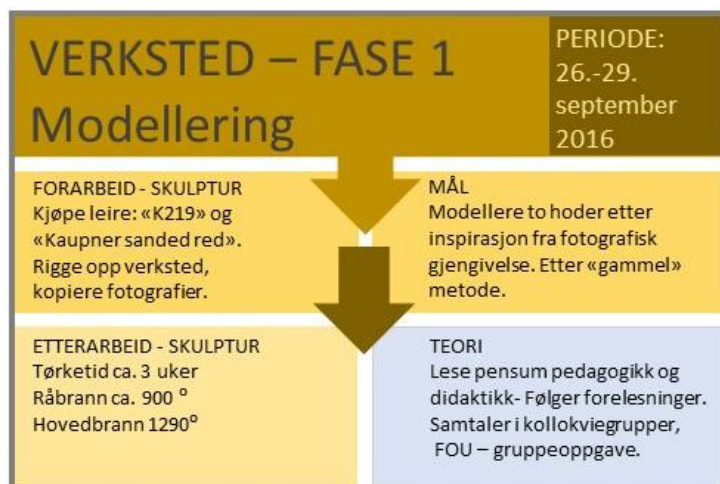 VERKSTED – FASE 1
Modellering
PERIODE:
26.-29.
september
2016
FORARBEID - SKULPTUR
Kjøpe leire: «K219» og
«Kaupner sanded red».
Rigge opp verksted,
kopiere fotografier.
MÅL
Modellere to hoder etter
inspirasjon fra fotografisk
gjengivelse. Etter «gammel»
metode.
ETTERARBEID - SKULPTUR
Tørketid ca. 3 uker
Råbrann ca. 900 °
Hovedbrann 1290°
TEORI
Lese pensum pedagogikk og
didaktikk- Følger forelesninger.
Samtaler i kollokviegrupper,
FOU – gruppeoppgave.